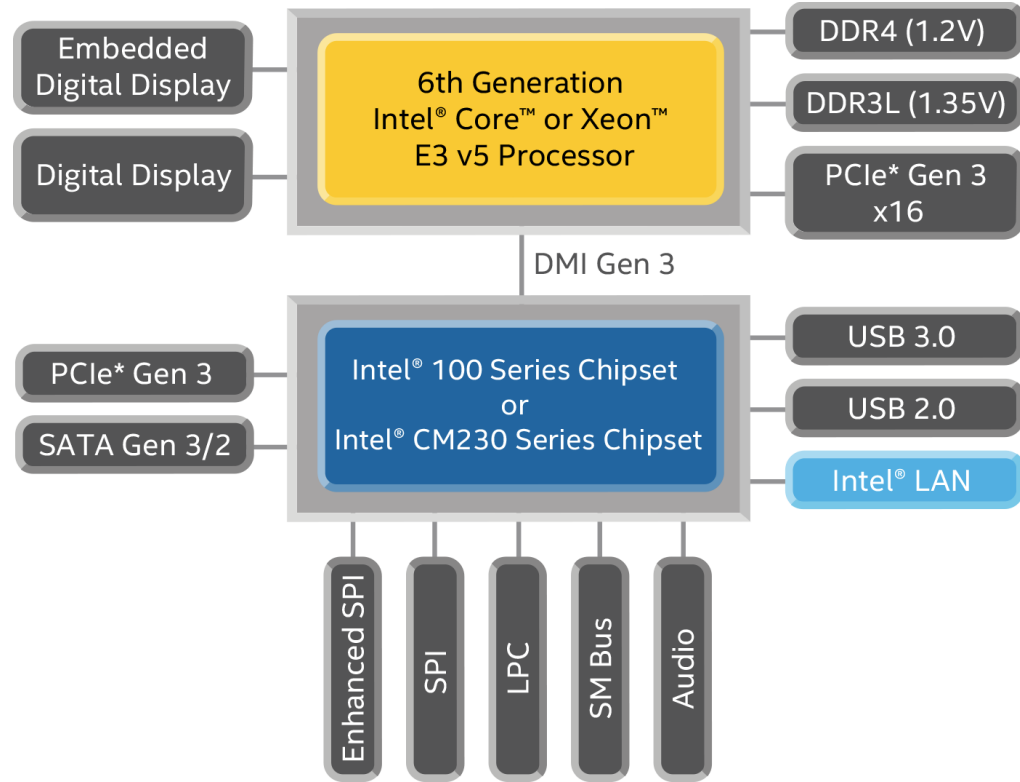 Embedded
Digital Display
Digital Display
6th Generation
Intel® Core™ or Xeon™
E3 v5 Processor
DDR4 (1.2V)
DDR3L (1.35V)
PCIe* Gen 3
x16
DMI Gen 3
PCIe* Gen 3
SATA Gen 3/2
Intel® 100 Series Chipset
or
Intel® CM230 Series Chipset
USB 3.0
USB 2.0
Intel® LAN
Enhanced SPI
SPI
LPC
SM Bus
Audio